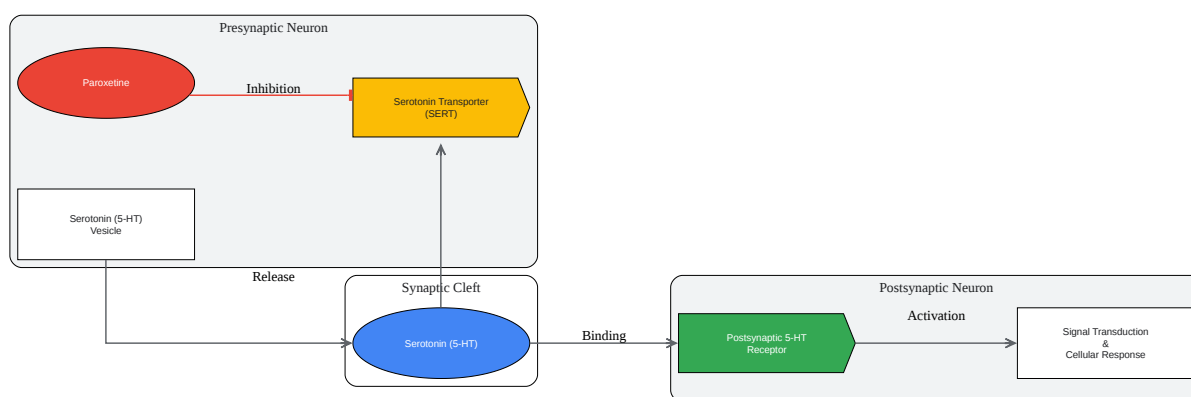 Presynaptic Neuron
Paroxetine
Inhibition
Serotonin Transporter
(SERT)
Serotonin (5-HT)
Vesicle
Release
Synaptic Cleft
Serotonin (5-HT)
Binding
Postsynaptic Neuron
Postsynaptic 5-HT
Receptor
Activation
Signal Transduction
&
Cellular Response